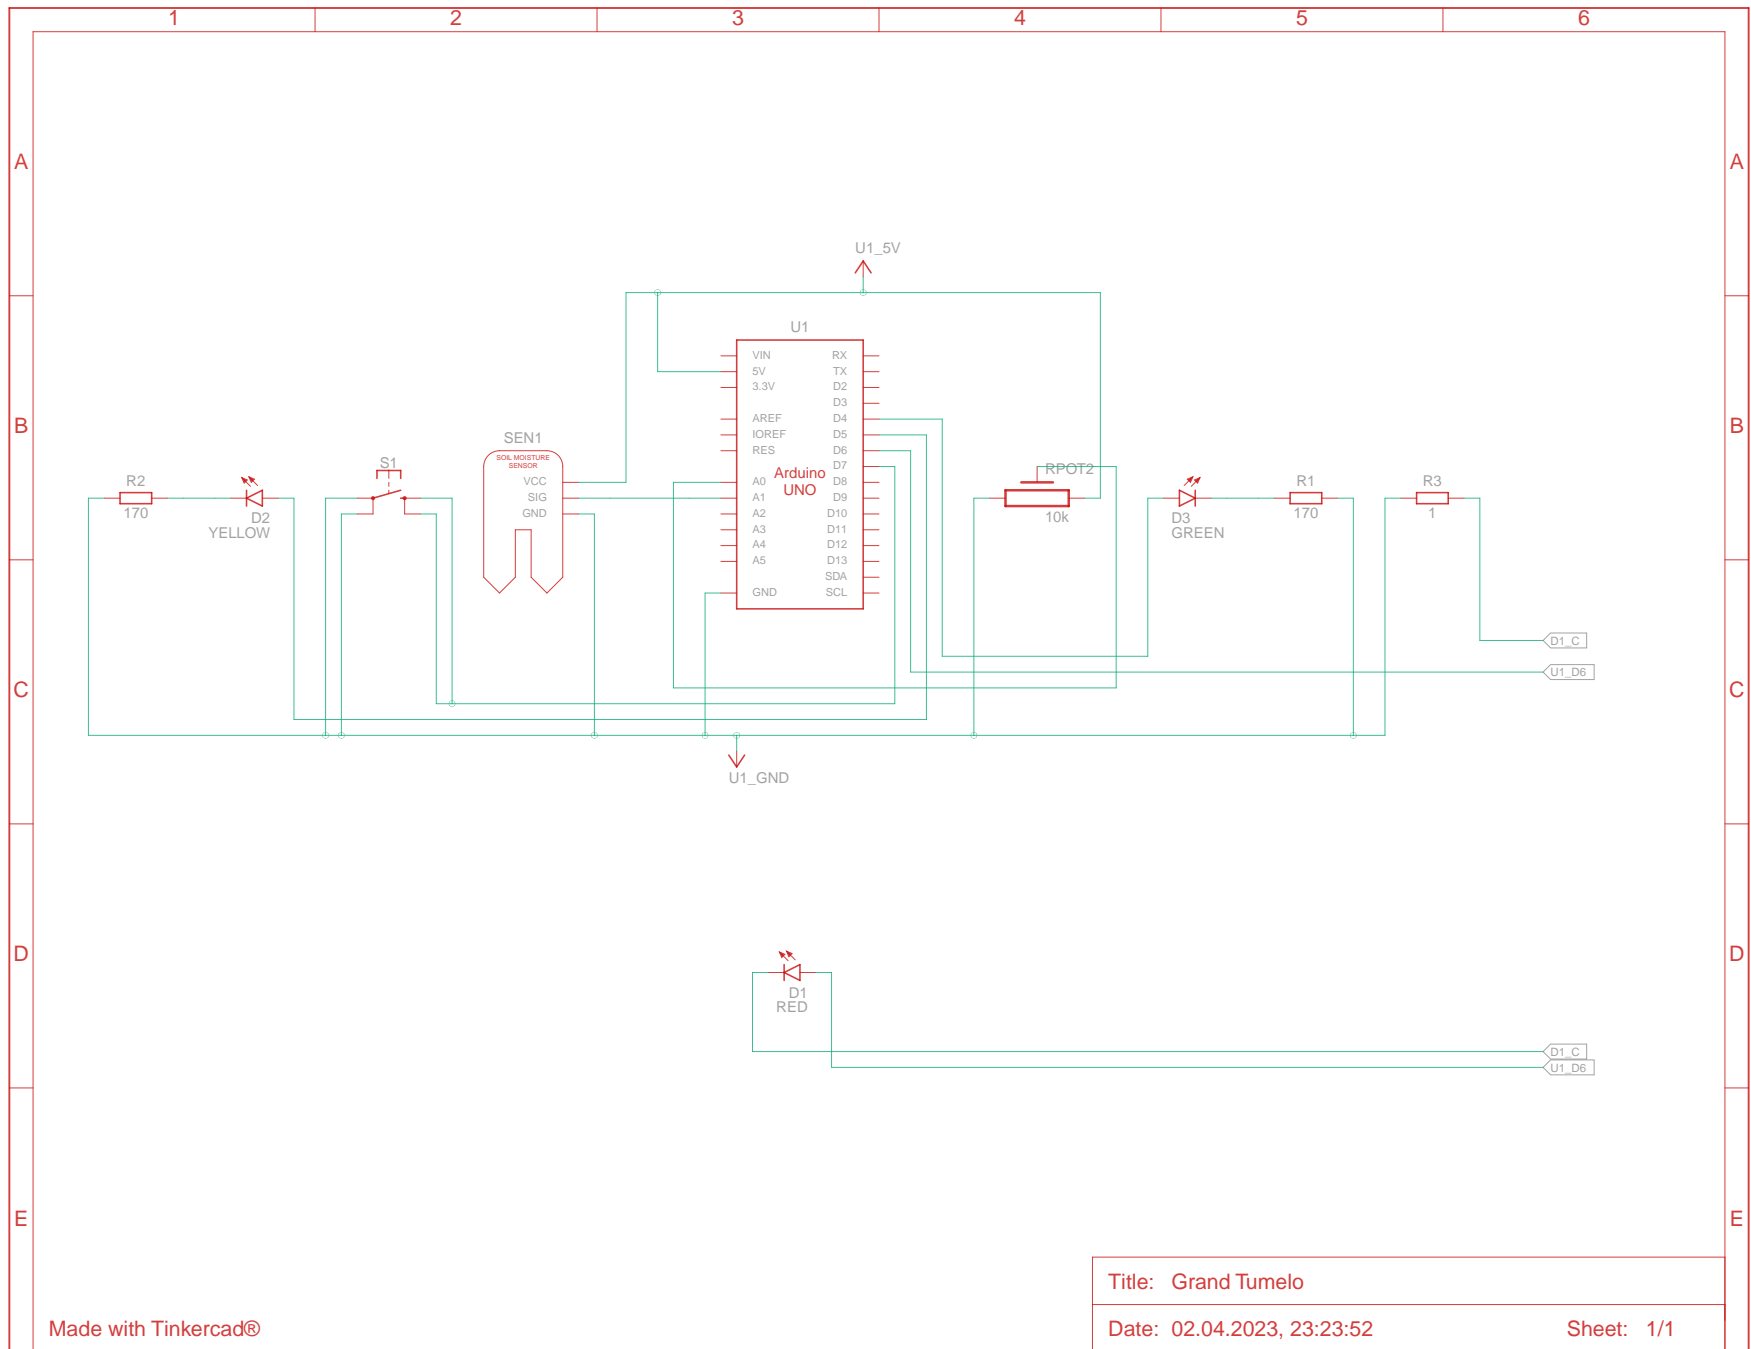 1 2 3 4 5 6
A A
U1_5V
U1
VIN RX
5V TX
3.3V D2
D3
AREF D4
B B
IOREF D5
SEN1
RES D6
SOIL MOISTURE
SENSOR
D7
S1
RPOT2
Arduino
UNO
R2
VCC
A0 D8
R1
R3
SIG
A1 D9
170
D2
YELLOW
GND
A2 D10
10k
D3
GREEN
170
1
A3 D11
A4 D12
A5 D13
SDA
GND SCL
D1_C
U1_D6
C C
U1_GND
D D
D1
RED
D1_C
U1_D6
E E
Title: Grand Tumelo
Made with Tinkercad®
Date: 02.04.2023, 23:23:52 Sheet: 1/1